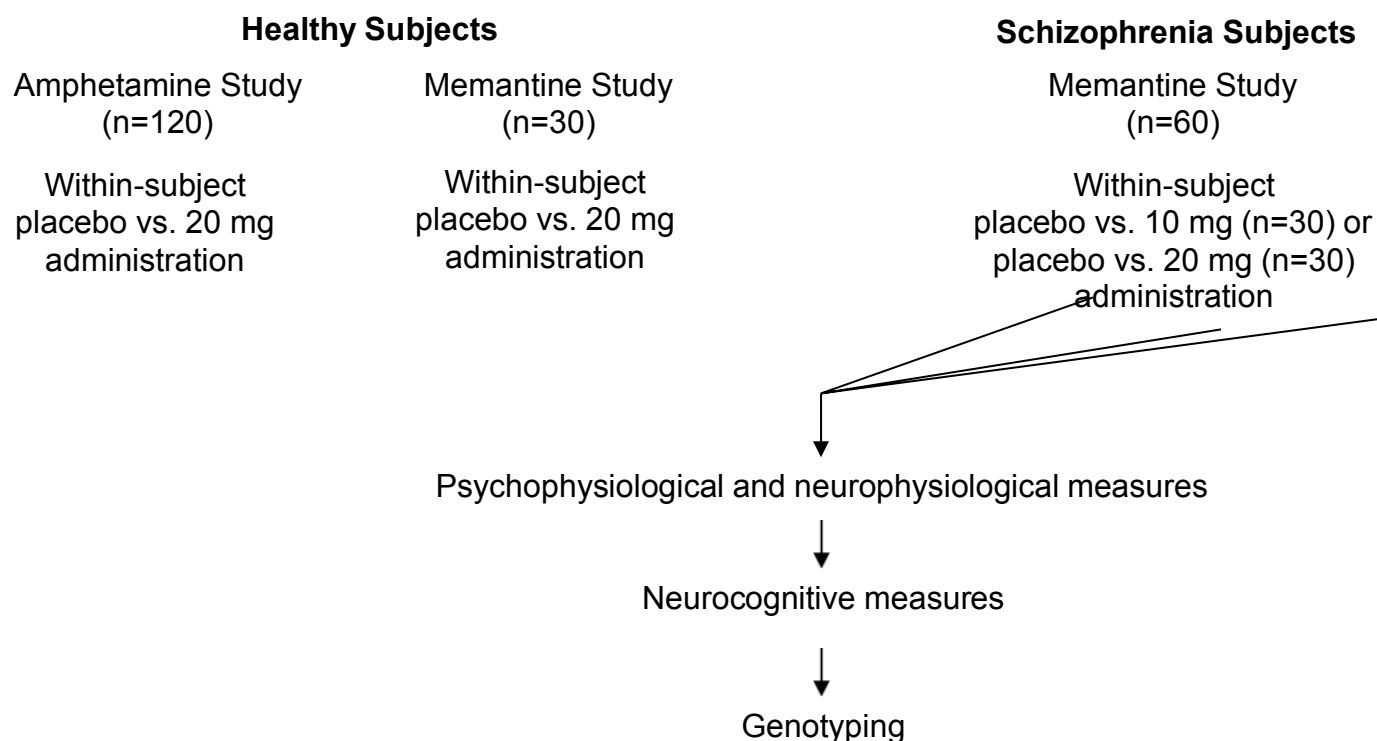 Healthy Subjects
Amphetamine Study
(n=120)
Within-subject
placebo vs. 20 mg
administration
Memantine Study
(n=30)
Within-subject
placebo vs. 20 mg
administration
Schizophrenia Subjects
Memantine Study
(n=60)
Within-subject
placebo vs. 10 mg (n=30) or
placebo vs. 20 mg (n=30)
administration
Psychophysiological and neurophysiological measures
Neurocognitive measures
Genotyping